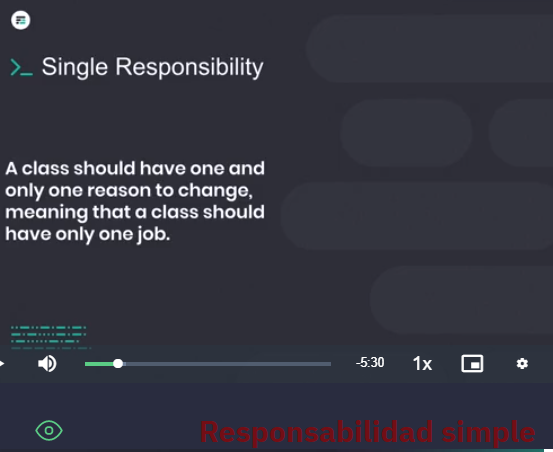 >_ Single Responsibility
A class should have one and
only one reason to change,
meaning that a class should
have only one job.
-5:30
1x
Responsabilidad simple